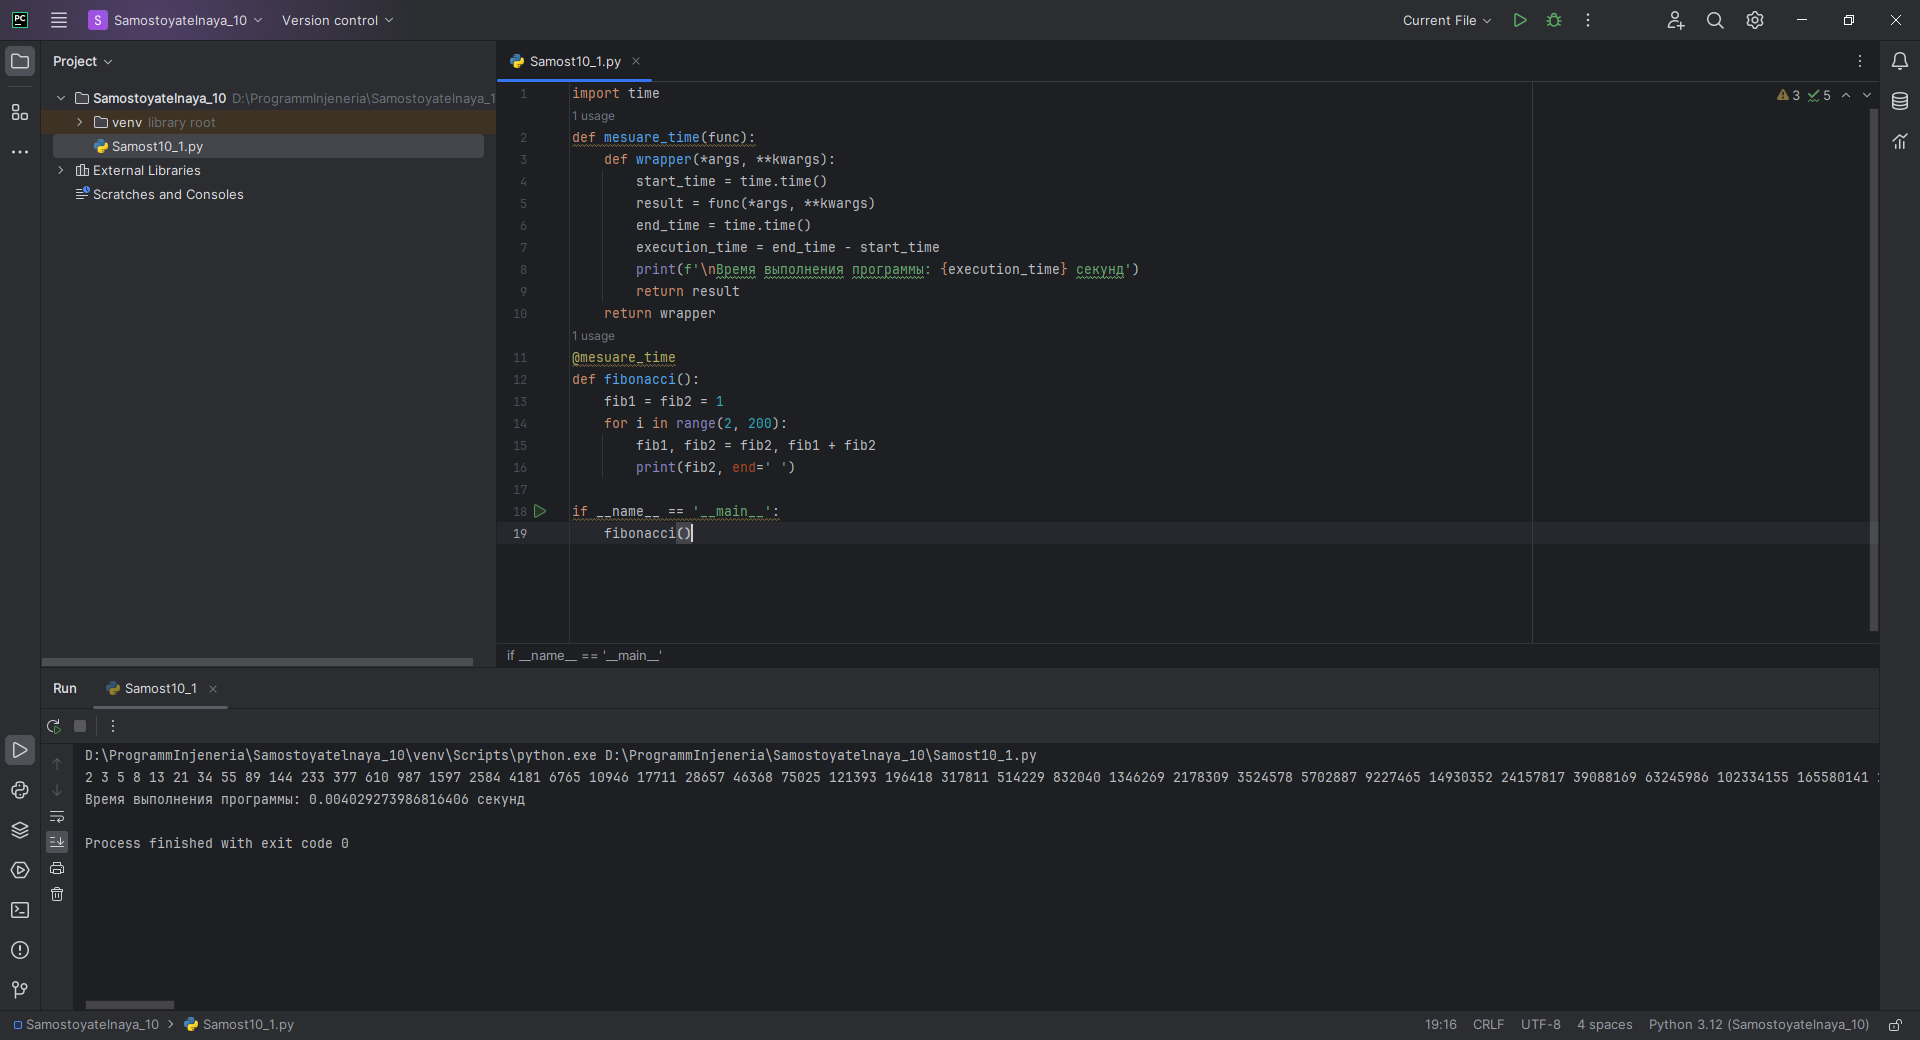 PC
S Samostoyatelnaya_10 Version control Current File
Project
Samostoyatelnaya_10 D:\ProgrammInjeneria\Samostoyatelnaya_1
venv library root
Samost10_1.py
External Libraries
Scratches and Consoles
Samost10_1.py
3 5
1 import time
1 usage
2 def mesuare_time(func):
3 def wrapper(*args, **kwargs):
4 start_time = time.time()
5 result = func(*args, **kwargs)
6 end_time = time.time()
7 execution_time = end_time - start_time
8 print(f'\nВремя выполнения программы: {execution_time} секунд')
9 return result
10 return wrapper
1 usage
11 @mesuare_time
12 def fibonacci():
13 fib1 = fib2 = 1
14 for i in range(2, 200):
15 fib1, fib2 = fib2, fib1 + fib2
16 print(fib2, end=' ')
17
18 if __name__ == '__main__':
19 fibonacci()
if __name__ == '__main__'
Run Samost10_1
D:\ProgrammInjeneria\Samostoyatelnaya_10\venv\Scripts\python.exe D:\ProgrammInjeneria\Samostoyatelnaya_10\Samost10_1.py
2 3 5 8 13 21 34 55 89 144 233 377 610 987 1597 2584 4181 6765 10946 17711 28657 46368 75025 121393 196418 317811 514229 832040 1346269 2178309 3524578 5702887 9227465 14930352 24157817 39088169 63245986 102334155 165580141
Время выполнения программы: 0.004029273986816406 секунд
Process finished with exit code 0
Samostoyatelnaya_10 Samost10_1.py 19:16 CRLF UTF-8 4 spaces Python 3.12 (Samostoyatelnaya_10)